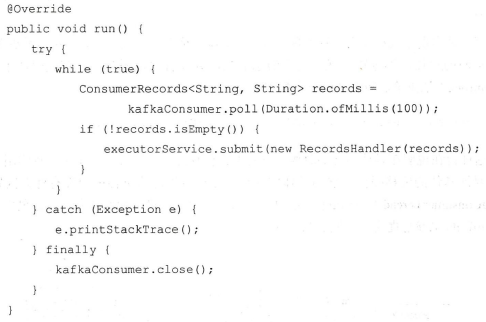 @Override
public void run() {
    try {
        while (true) {
            ConsumerRecords<String, String> records =
                    kafkaConsumer.poll(Duration.ofMillis(100));
            if (!records.isEmpty()) {
                executorService.submit(new RecordsHandler(records));
            }
        }
    } catch (Exception e) {
        e.printStackTrace();
    } finally {
        kafkaConsumer.close();
    }
}